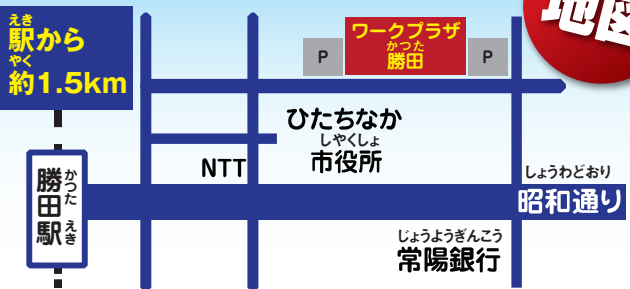 えき
駅から
やく
約1.5km
地図
P
ワークプラザ
かつた
勝田
P
ひたちなか
しやくしょ
市役所
NTT
かつた えき
勝田駅
しょうわどおり
昭和通り
じょうようぎんこう
常陽銀行